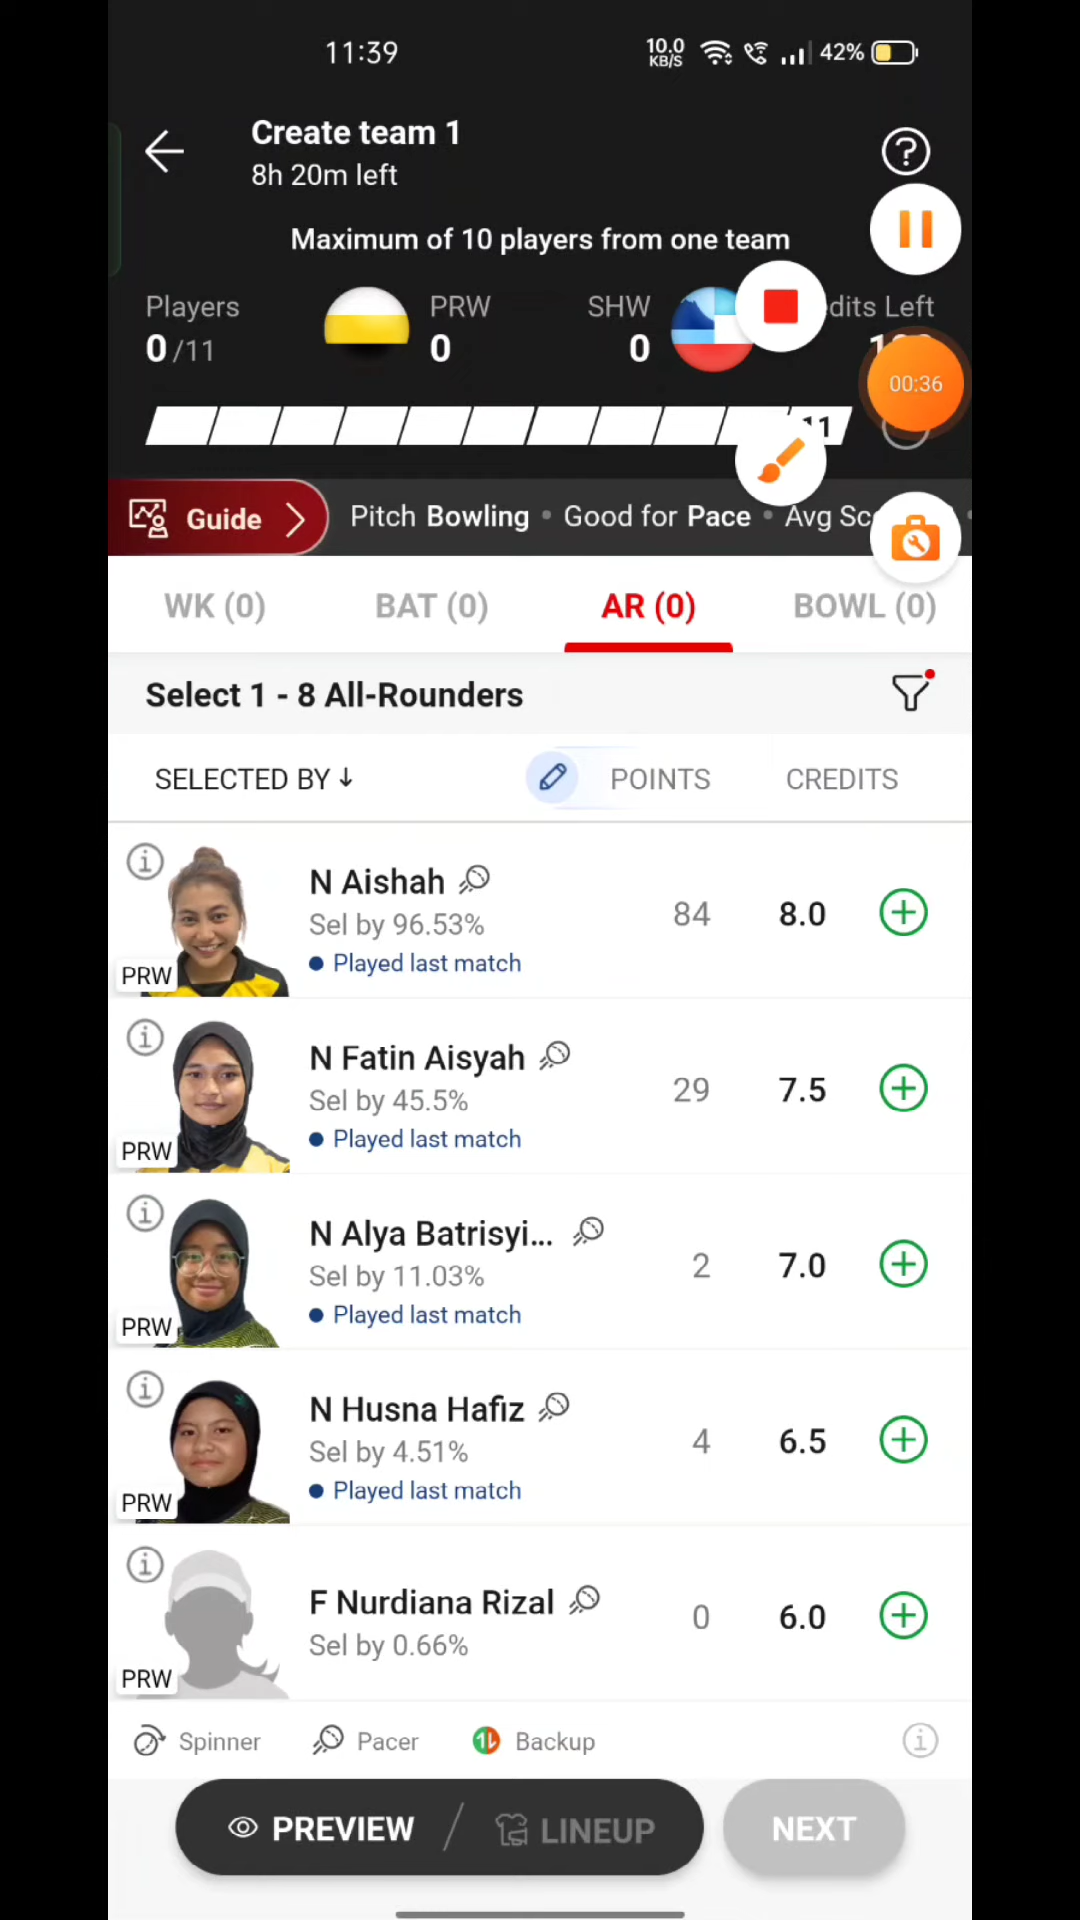 11:39
10.0
KB/S
42%
Create team 1
8h 20m left
Maximum of 10 players from one team
Players
PRW
SHW
dits Left
0/11
0
0
00:36
11
Guide
Pitch Bowling • Good for Pace • Avg Sc
WK (0)
BAT (0)
AR (0)
BOWL (0)
Select 1 - 8 All-Rounders
SELECTED BY ↓
POINTS
CREDITS
N Aishah
Sel by 96.53%
Played last match
84
8.0
PRW
N Fatin Aisyah
Sel by 45.5%
Played last match
29
7.5
PRW
N Alya Batrisyi...
Sel by 11.03%
Played last match
2
7.0
PRW
N Husna Hafiz
Sel by 4.51%
Played last match
4
6.5
PRW
F Nurdiana Rizal
Sel by 0.66%
0
6.0
PRW
Spinner
Pacer
Backup
PREVIEW / LINEUP
NEXT